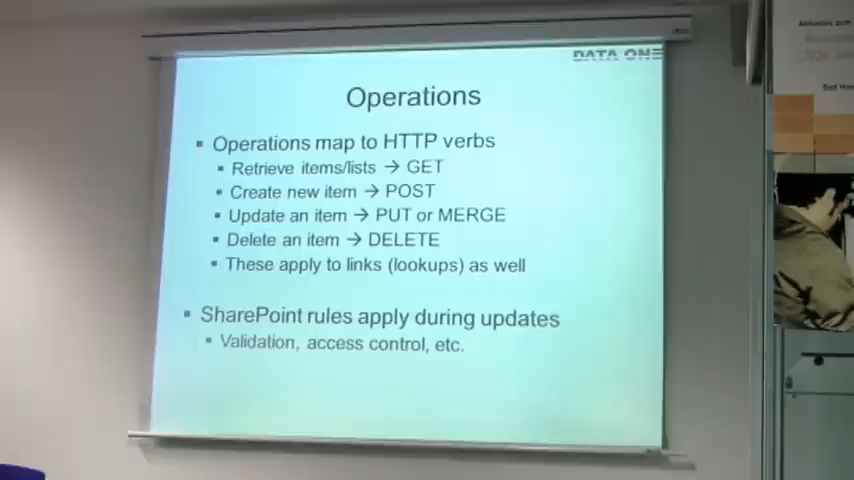 DATA ONE
Operations
▪ Operations map to HTTP verbs
▪ Retrieve items/lists → GET
▪ Create new item → POST
▪ Update an item → PUT or MERGE
▪ Delete an item → DELETE
▪ These apply to links (lookups) as well
▪ SharePoint rules apply during updates
▪ Validation, access control, etc.
Aktuelles zum